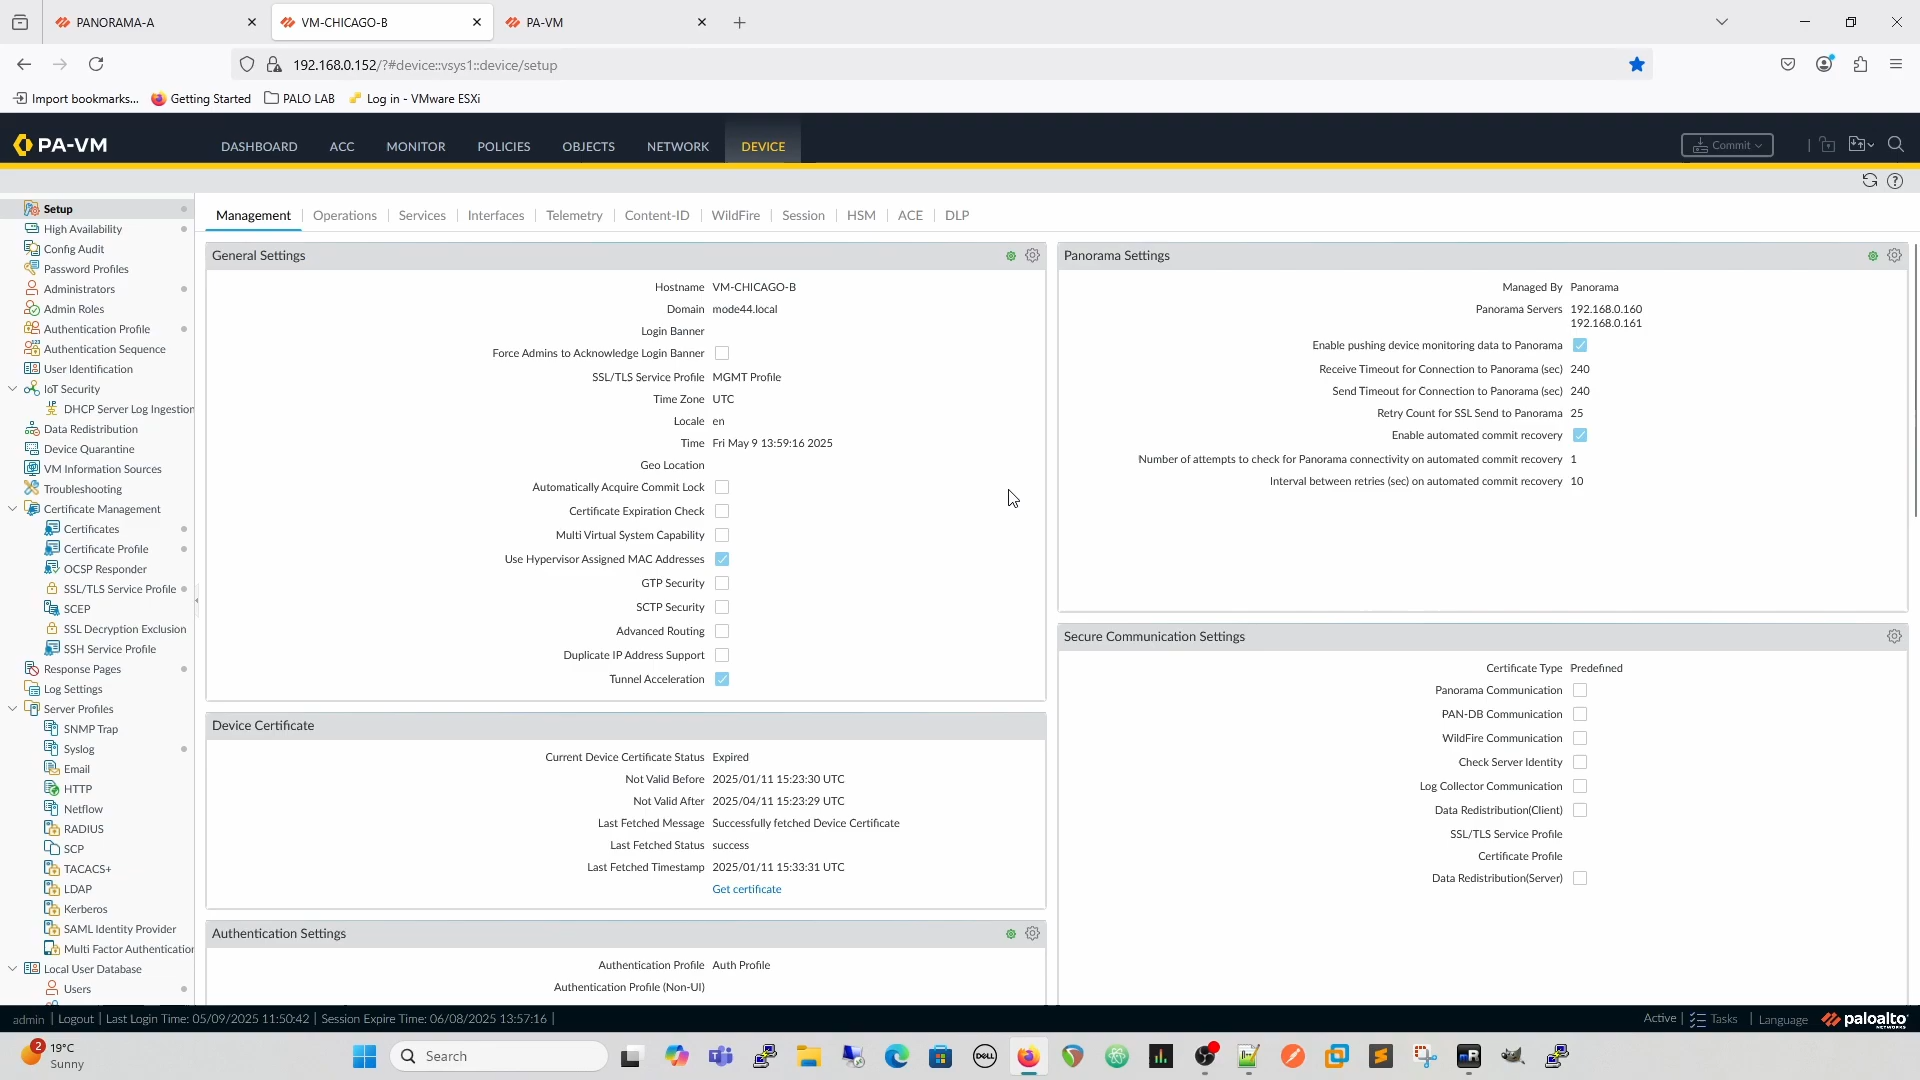 PANORAMA-A
VM-CHICAGO-B
PA-VM
192.168.0.152/?#device::vsys1::device/setup
Import bookmarks...
Getting Started
PALO LAB
Log in - VMware ESXi
PA-VM
DASHBOARD
ACC
MONITOR
POLICIES
OBJECTS
NETWORK
DEVICE
Commit
Setup
High Availability
Config Audit
Password Profiles
Administrators
Admin Roles
Authentication Profile
Authentication Sequence
User Identification
IoT Security
DHCP Server Log Ingestion
Data Redistribution
Device Quarantine
VM Information Sources
Troubleshooting
Certificate Management
Certificates
Certificate Profile
OCSP Responder
SSL/TLS Service Profile
SCEP
SSL Decryption Exclusion
SSH Service Profile
Response Pages
Log Settings
Server Profiles
SNMP Trap
Syslog
Email
HTTP
Netflow
RADIUS
SCP
TACACS+
LDAP
Kerberos
SAML Identity Provider
Multi Factor Authentication
Local User Database
Users
Management
Operations
Services
Interfaces
Telemetry
Content-ID
WildFire
Session
HSM
ACE
DLP
General Settings
Hostname VM-CHICAGO-B
Domain mode44.local
Login Banner
Force Admins to Acknowledge Login Banner
SSL/TLS Service Profile MGMT Profile
Time Zone UTC
Locale en
Time Fri May 9 13:59:16 2025
Geo Location
Automatically Acquire Commit Lock
Certificate Expiration Check
Multi Virtual System Capability
Use Hypervisor Assigned MAC Addresses
GTP Security
SCTP Security
Advanced Routing
Duplicate IP Address Support
Tunnel Acceleration
Device Certificate
Current Device Certificate Status Expired
Not Valid Before 2025/01/11 15:23:30 UTC
Not Valid After 2025/04/11 15:23:29 UTC
Last Fetched Message Successfully fetched Device Certificate
Last Fetched Status success
Last Fetched Timestamp 2025/01/11 15:33:31 UTC
Get certificate
Authentication Settings
Authentication Profile Auth Profile
Authentication Profile (Non-UI)
Panorama Settings
Managed By Panorama
Panorama Servers 192.168.0.160
192.168.0.161
Enable pushing device monitoring data to Panorama
Receive Timeout for Connection to Panorama (sec) 240
Send Timeout for Connection to Panorama (sec) 240
Retry Count for SSL Send to Panorama 25
Enable automated commit recovery
Number of attempts to check for Panorama connectivity on automated commit recovery 1
Interval between retries (sec) on automated commit recovery 10
Secure Communication Settings
Certificate Type Predefined
Panorama Communication
PAN-DB Communication
WildFire Communication
Check Server Identity
Log Collector Communication
Data Redistribution(Client)
SSL/TLS Service Profile
Certificate Profile
Data Redistribution(Server)
admin | Logout | Last Login Time: 05/09/2025 11:50:42 | Session Expire Time: 06/08/2025 13:57:16 |
Active | Tasks | Language
paloalto
NETWORKS
2
19°C
Sunny
Search
DELL